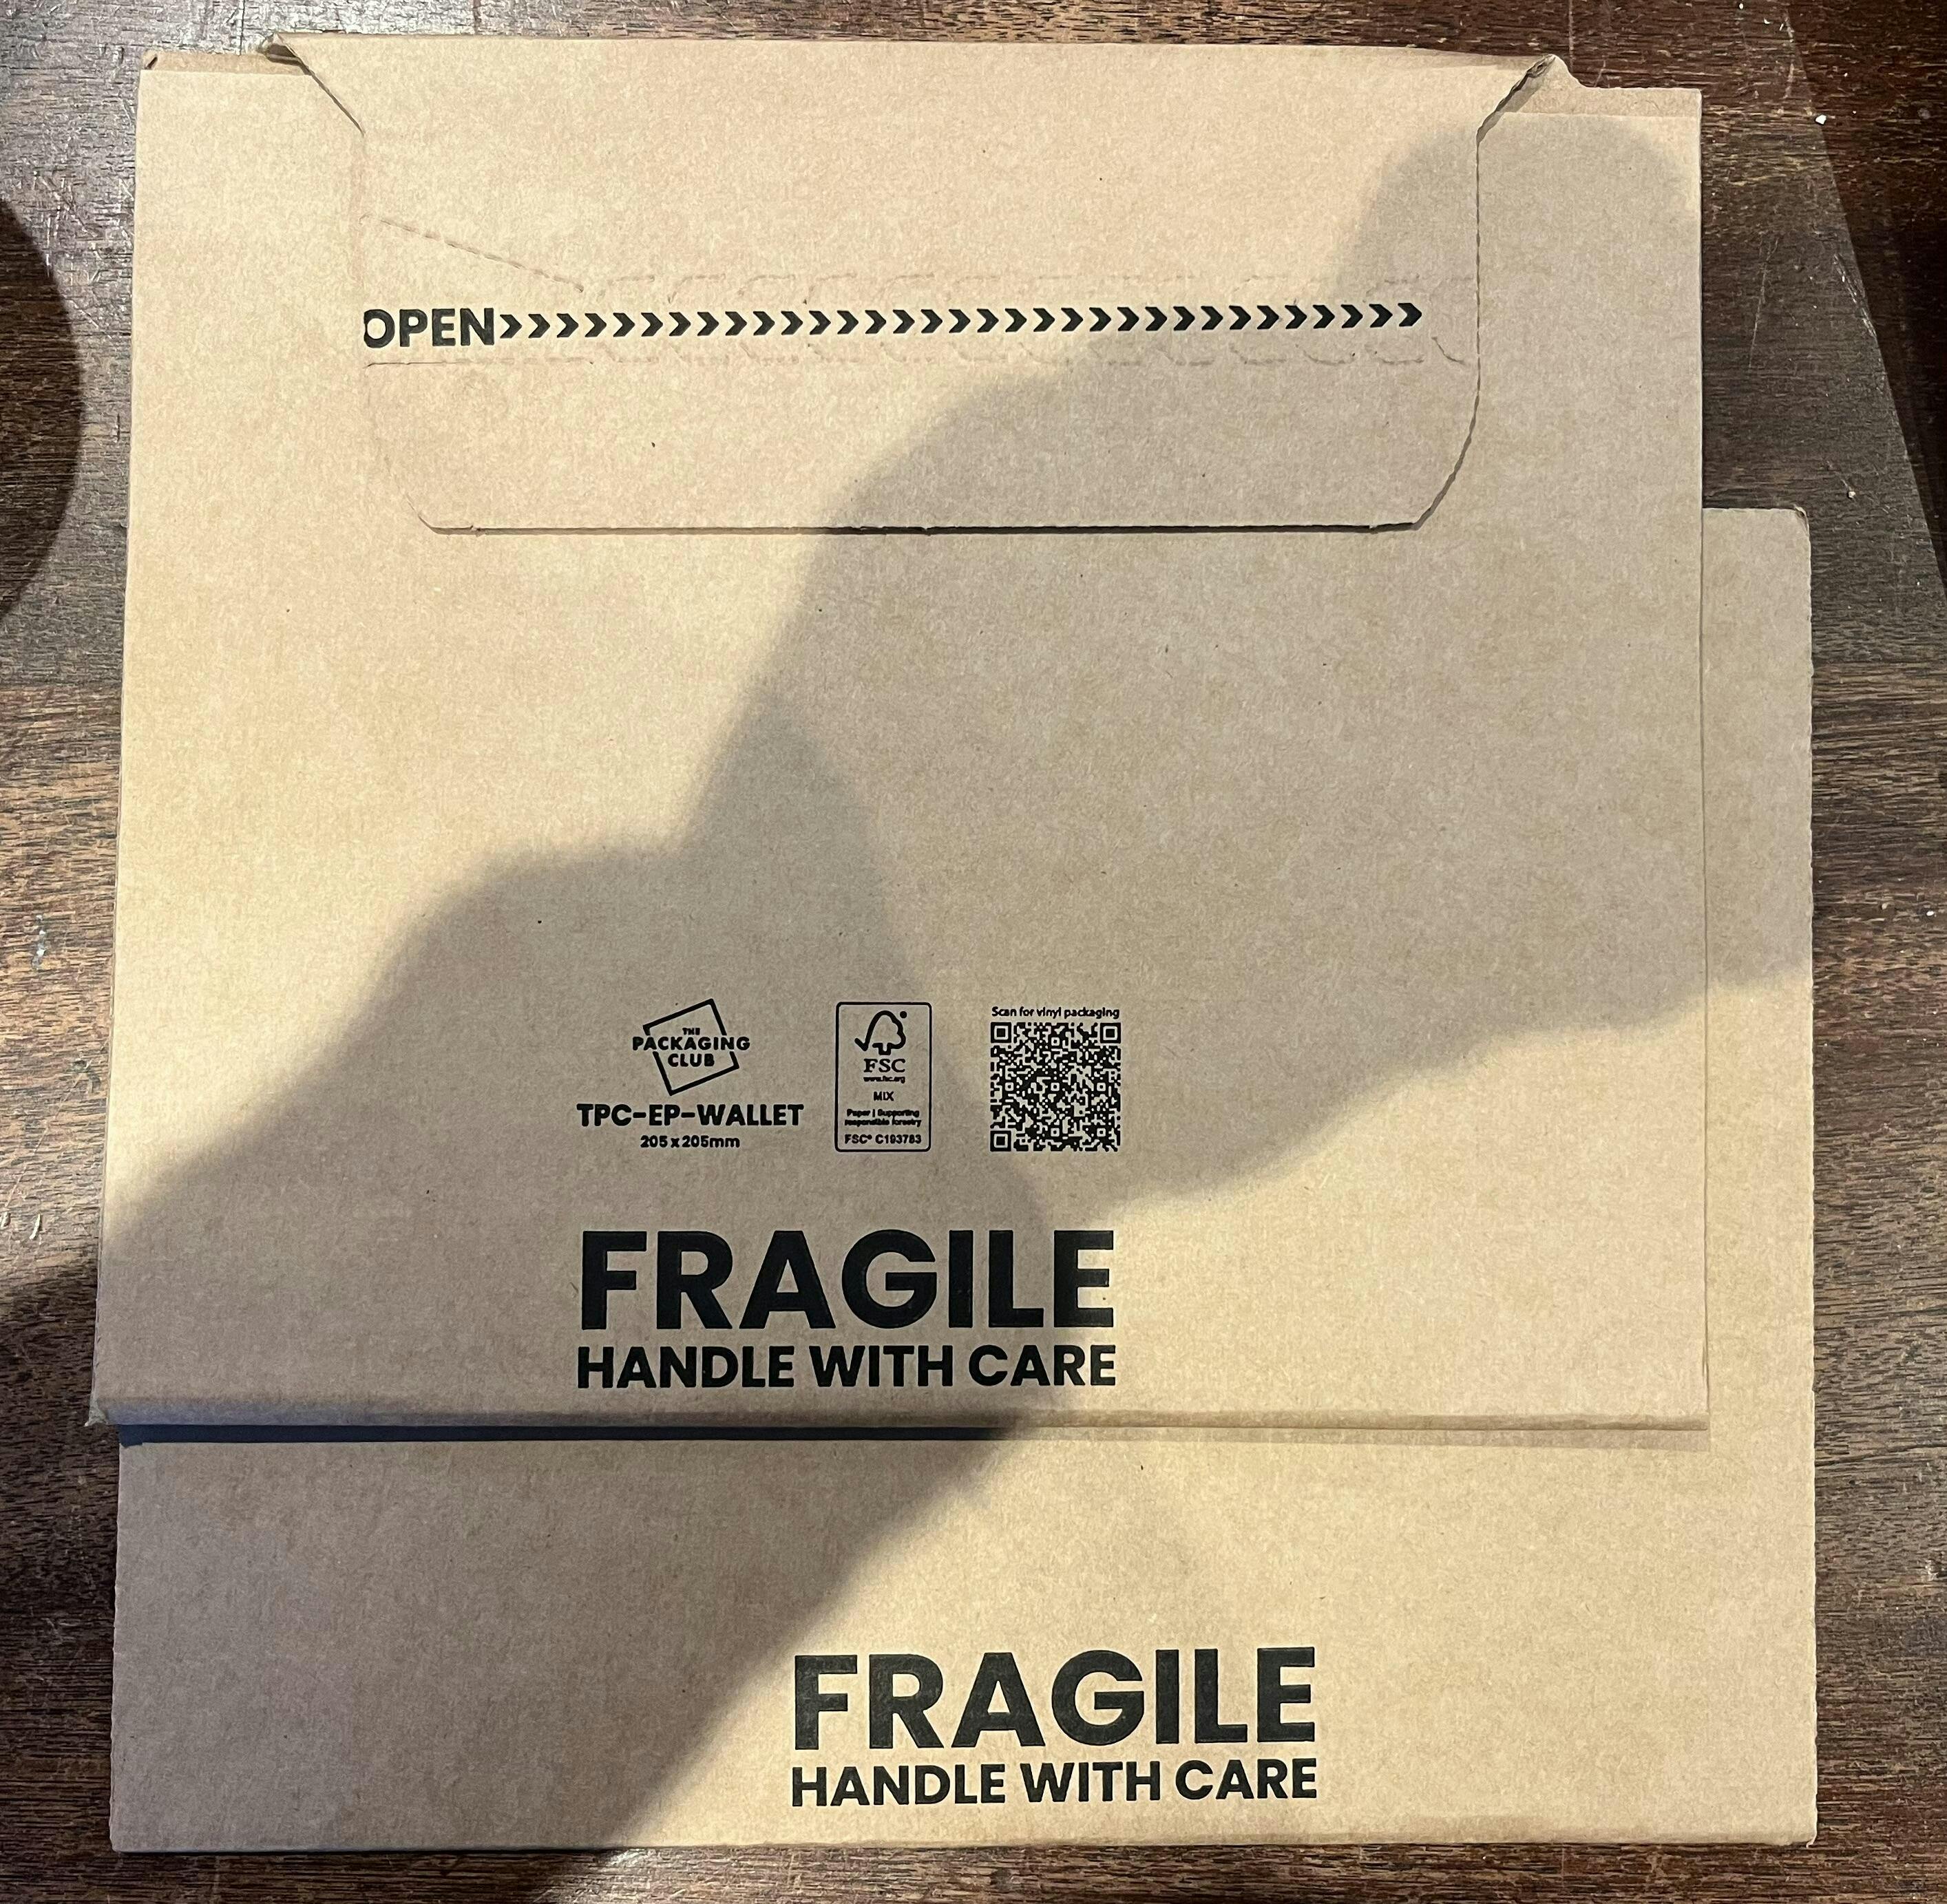 OPEN
THE
PACKAGING
CLUB
TPC-EP-WALLET
205 x 205mm
FSC
www.fsc.org
MIX
Paper | Supporting
responsible forestry
FSC® C193783
Scan for vinyl packaging
FRAGILE
HANDLE WITH CARE
FRAGILE
HANDLE WITH CARE